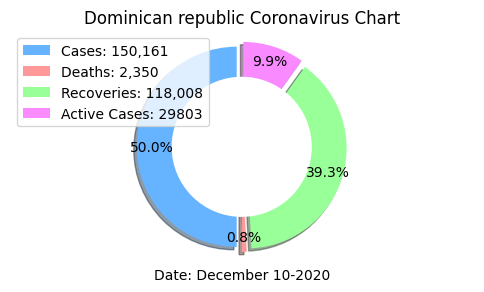 Dominican republic Coronavirus Chart
Cases: 150,161
Deaths: 2,350
Recoveries: 118,008
Active Cases: 29803
9.9%
50.0%
39.3%
0.8%
Date: December 10-2020